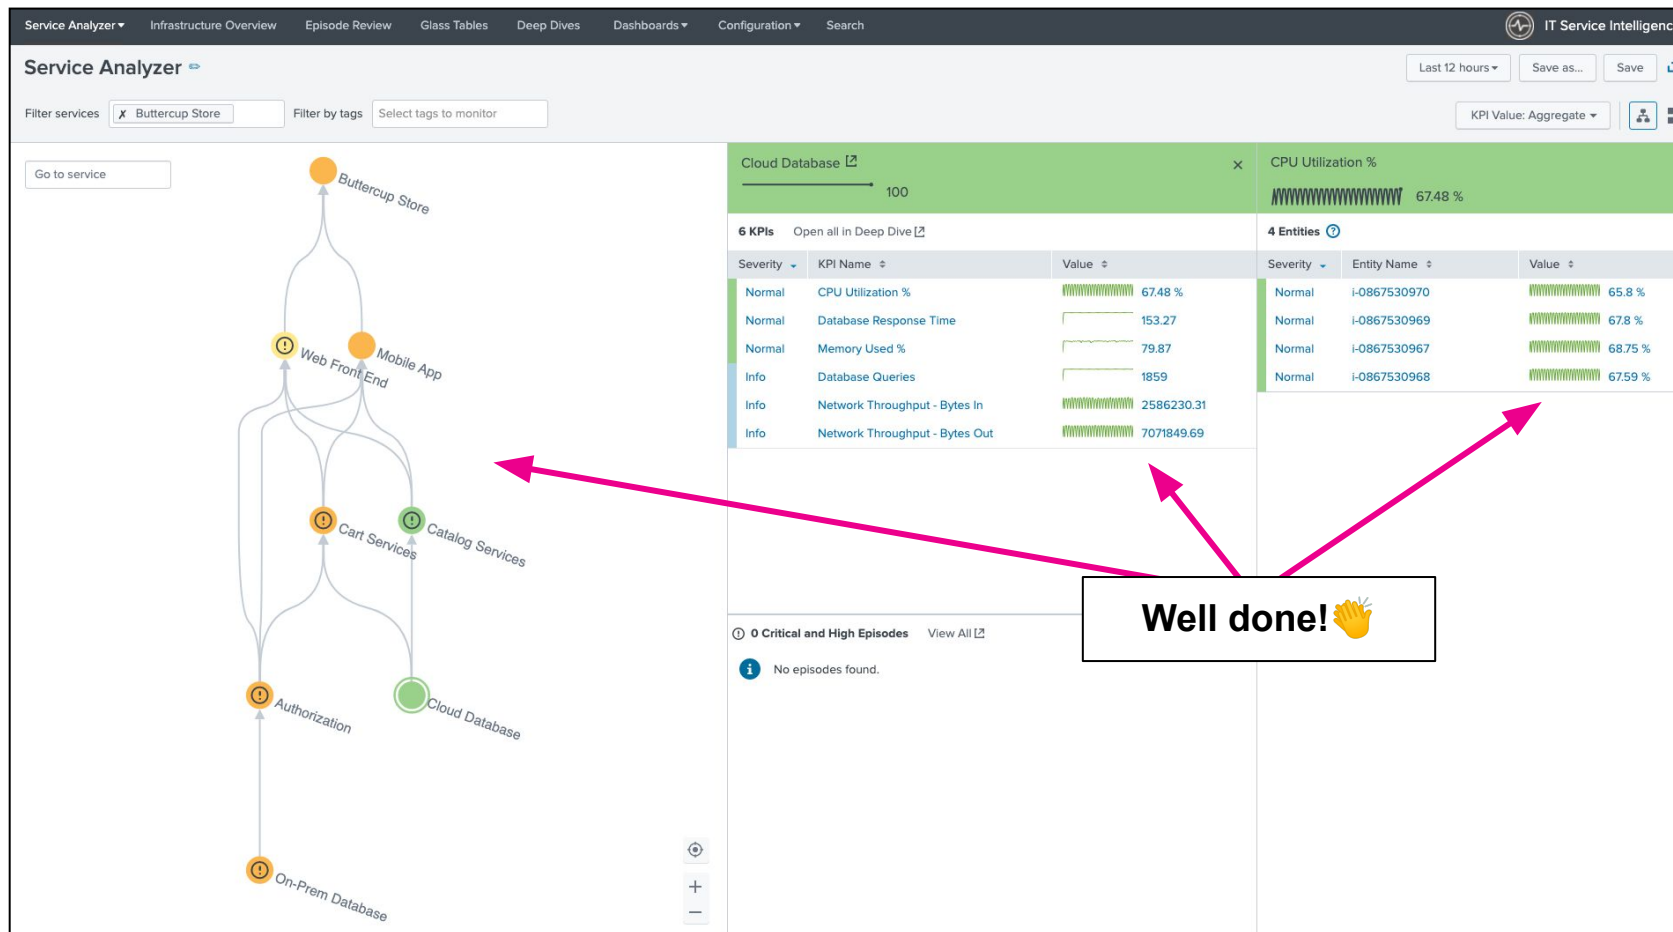 Service Analyzer Infrastructure Overview Episode Review Glass Tables Deep Dives Dashboards Configuration Search IT Service Intelligenc
Service Analyzer
Last 12 hours Save as... Save
Filter services X Buttercup Store Filter by tags Select tags to monitor
KPI Value: Aggregate
Go to service
Buttercup Store
Web Front End
Mobile App
Cart Services
Catalog Services
Authorization
Cloud Database
On-Prem Database
+
−
Cloud Database
100
6 KPIs Open all in Deep Dive
Severity KPI Name Value
Normal CPU Utilization % 67.48 %
Normal Database Response Time 153.27
Normal Memory Used % 79.87
Info Database Queries 1859
Info Network Throughput - Bytes In 2586230.31
Info Network Throughput - Bytes Out 7071849.69
0 Critical and High Episodes View All
No episodes found.
CPU Utilization %
67.48 %
4 Entities ?
Severity Entity Name Value
Normal i-0867530970 65.8 %
Normal i-0867530969 67.8 %
Normal i-0867530967 68.75 %
Normal i-0867530968 67.59 %
Well done!👏